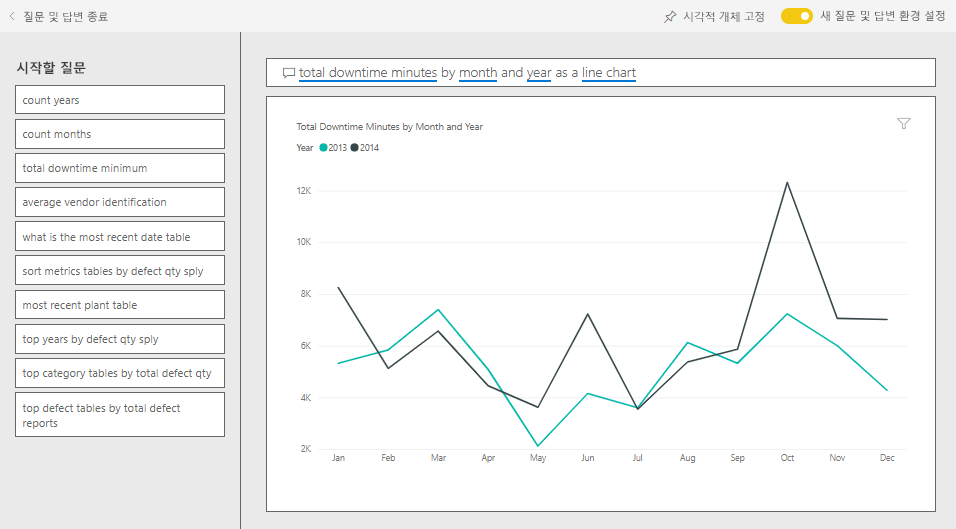 질문 및 답변 종료
시각적 개체 고정
새 질문 및 답변 환경 설정
시작할 질문
count years
count months
total downtime minimum
average vendor identification
what is the most recent date table
sort metrics tables by defect qty sply
most recent plant table
top years by defect qty sply
top category tables by total defect qty
top defect tables by total defect
reports
total downtime minutes by month and year as a line chart
Total Downtime Minutes by Month and Year
Year 2013 2014
12K
10K
8K
6K
4K
2K
Jan Feb Mar Apr May Jun Jul Aug Sep Oct Nov Dec